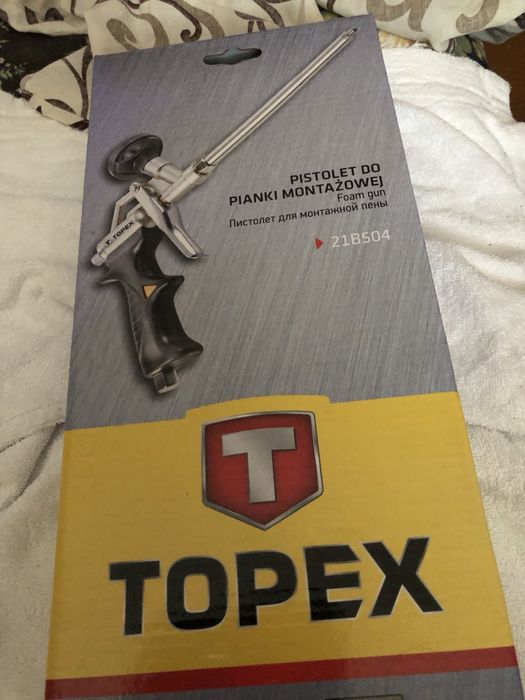 PISTOLET DO
PIANKI MONTAŻOWEJ
Foam gun
Пистолет для монтажной пены
21B504
T TOPEX
T
TOPEX